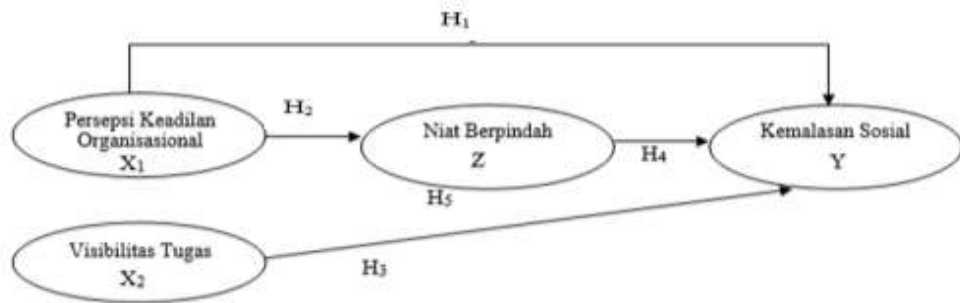 H₁
Persepsi Keadilan
Organisasional
X₁
H₂
Niat Berpindah
Z
H₄
Kemalasan Sosial
Y
H₅
Visibilitas Tugas
X₂
H₃